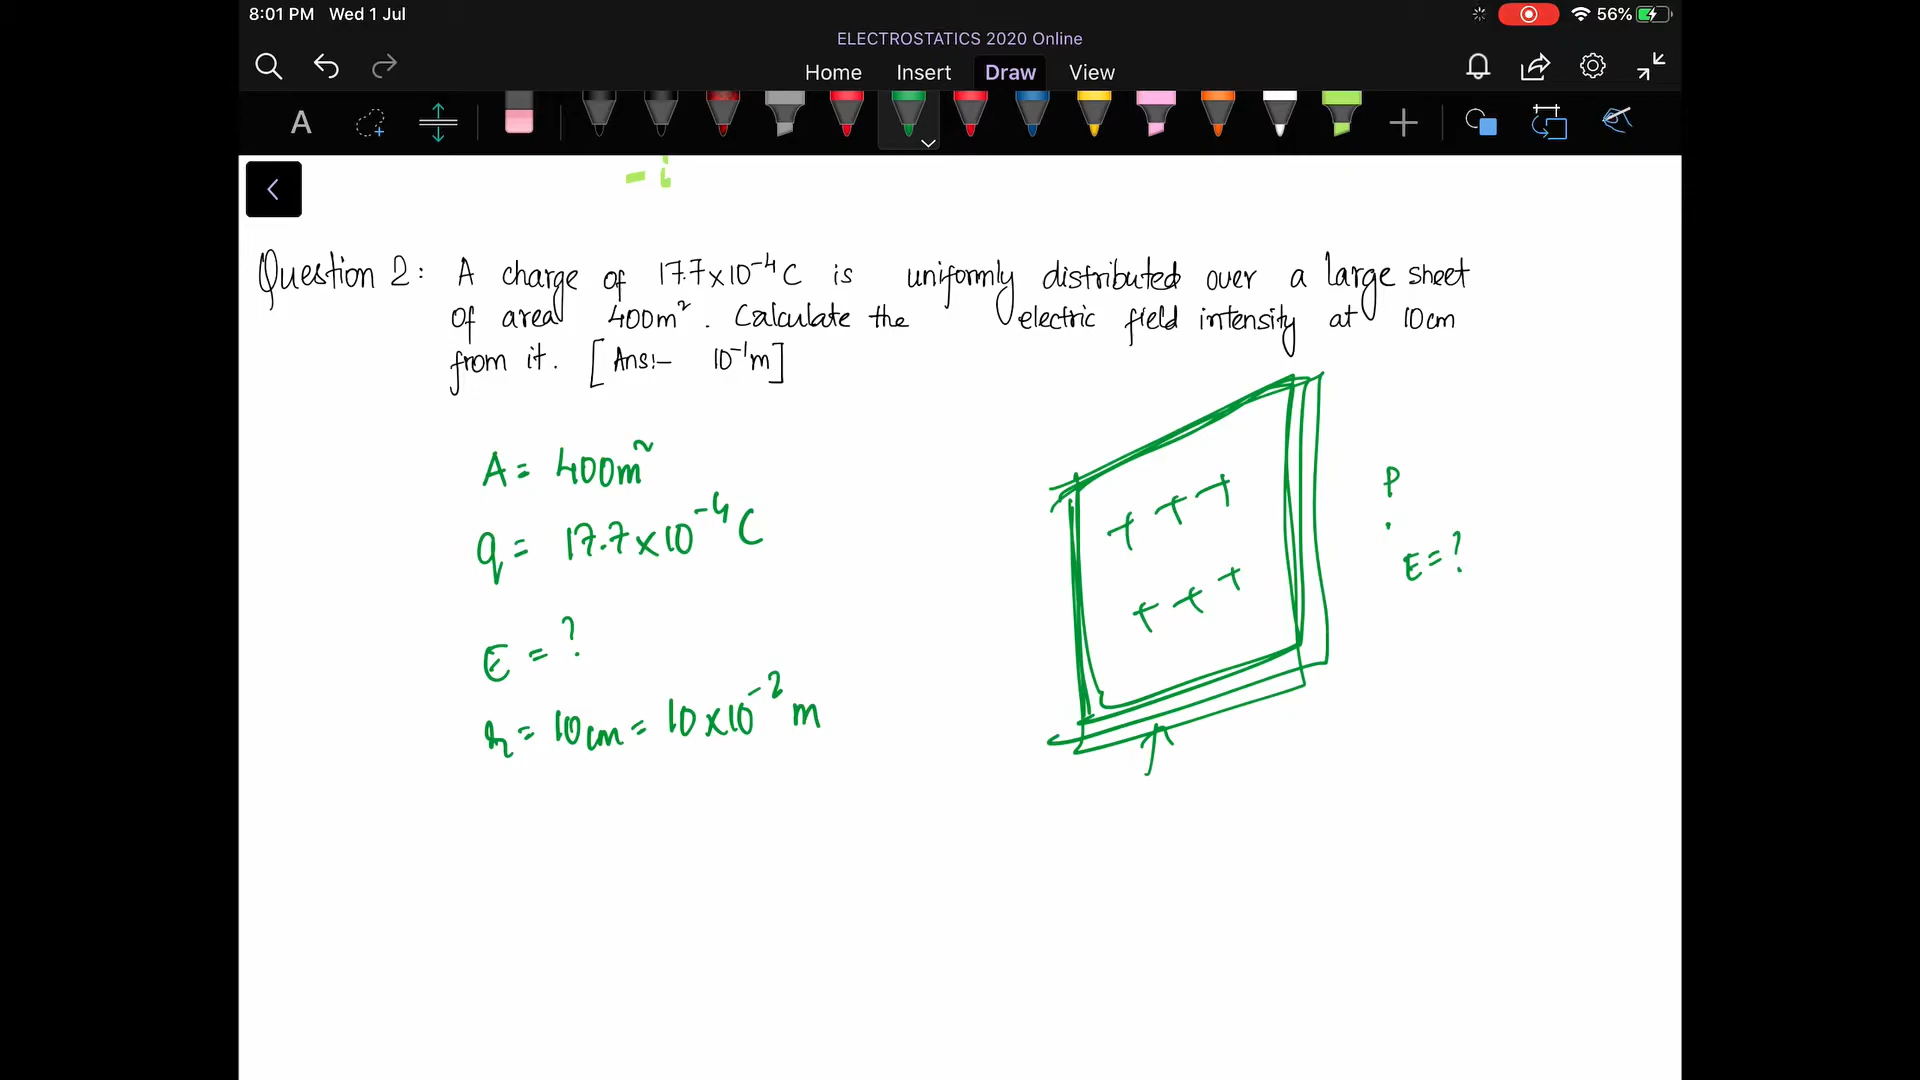 8:01 PM Wed 1 Jul
56%
ELECTROSTATICS 2020 Online
Home Insert Draw View
A
Question 2: A charge of 17.7×10⁻⁴C is uniformly distributed over a large sheet
of area 400m². Calculate the electric field intensity at 10cm
from it. [Ans:- 10⁻¹m]
A = 400m²
q = 17.7×10⁻⁴C
E = ?
r = 10cm = 10×10⁻² m
+ + +
+ + +
P
E = ?